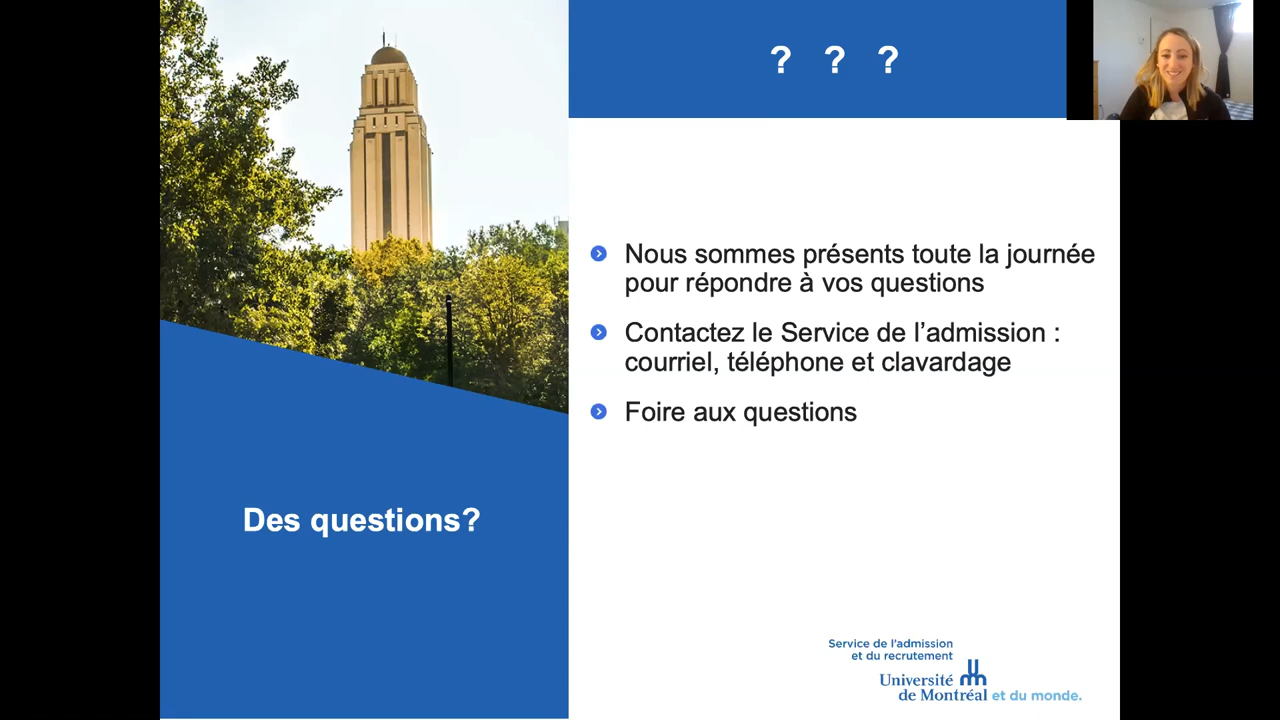 ? ? ?
Nous sommes présents toute la journée
pour répondre à vos questions
Contactez le Service de l’admission :
courriel, téléphone et clavardage
Foire aux questions
Des questions?
Service de l’admission
et du recrutement
Université
de Montréal et du monde.